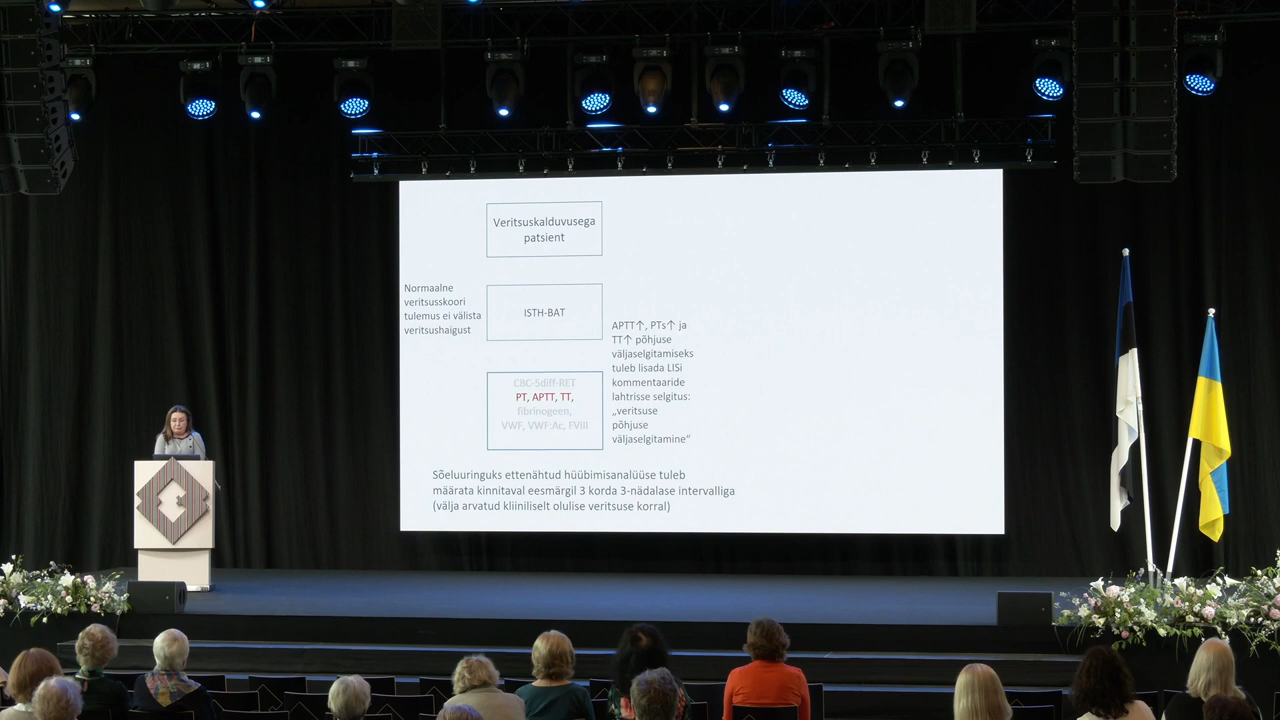 Veritsuskalduvusega
patsient
Normaalne
veritsusskoori
tulemus ei välista
veritsushaigust
ISTH-BAT
CBC-5diff-RET
PT, APTT, TT,
fibrinogeen,
VWF, VWF:Ac, FVIII
APTT↑, PTs↑ ja
TT↑ põhjuse
väljaselgitamiseks
tuleb lisada LISi
kommentaaride
lahtrisse selgitus:
„veritsuse
põhjuse
väljaselgitamine“
Sõeluuringuks ettenähtud hüübimisanalüüse tuleb
määrata kinnitaval eesmärgil 3 korda 3-nädalase intervalliga
(välja arvatud kliiniliselt olulise veritsuse korral)